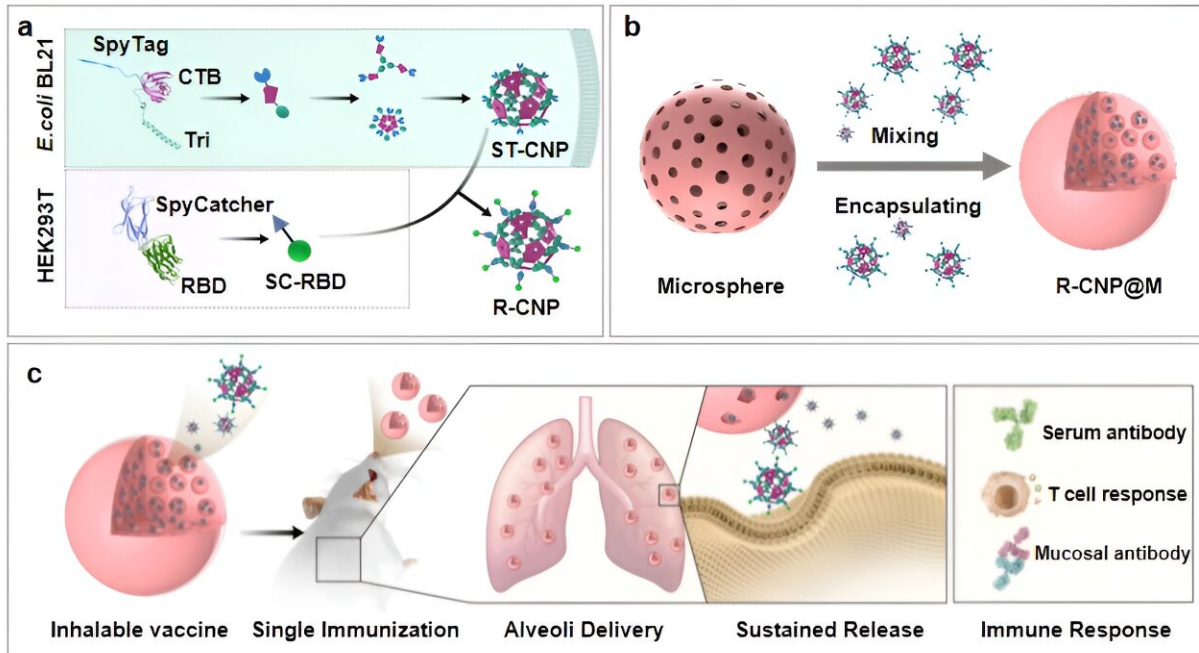 a
E.coli BL21
SpyTag
CTB
Tri
ST-CNP
HEK293T
SpyCatcher
RBD
SC-RBD
R-CNP
b
Mixing
Encapsulating
Microsphere
R-CNP@M
c
Serum antibody
T cell response
Mucosal antibody
Inhalable vaccine
Single Immunization
Alveoli Delivery
Sustained Release
Immune Response